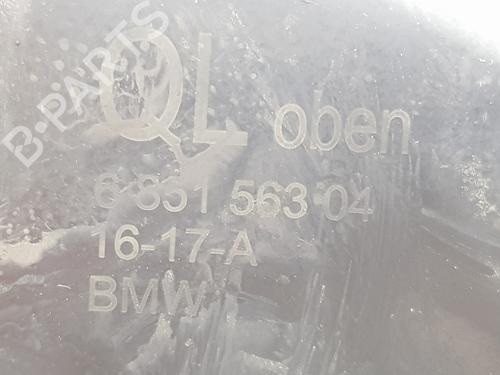 QL oben
6 851 563 04
16-17-A
BMW
B-PARTS